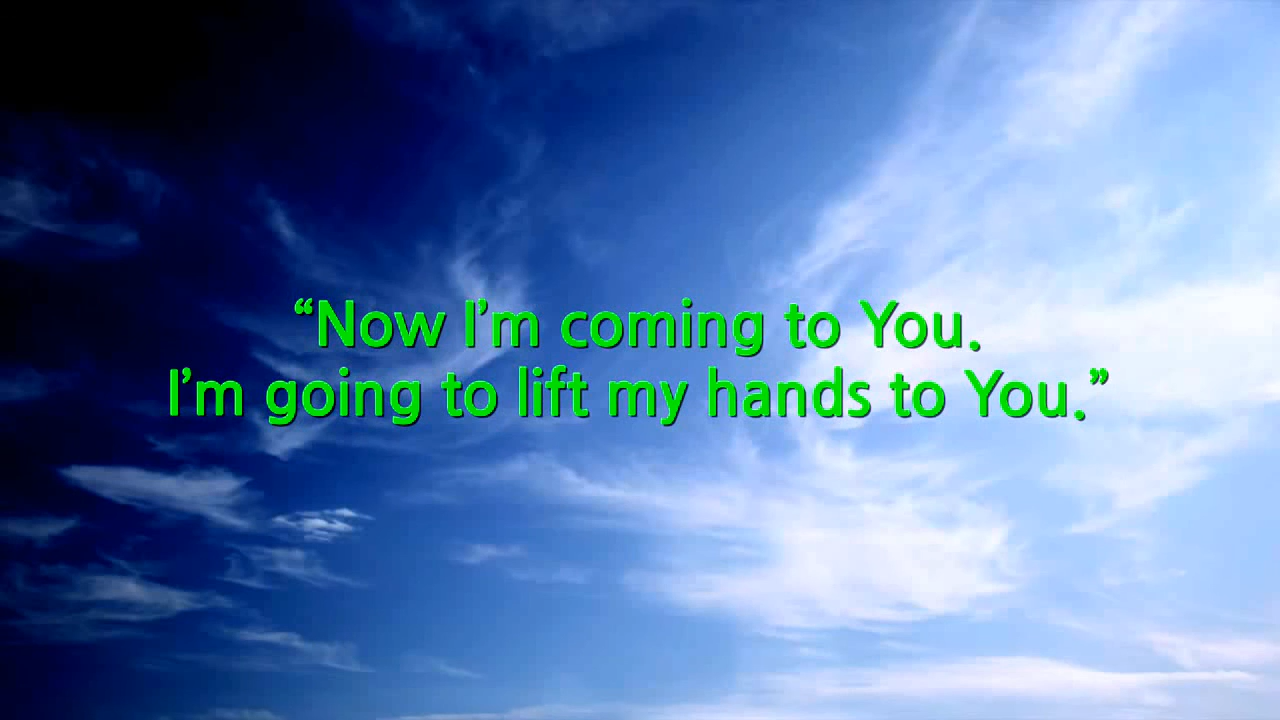 “Now I’m coming to You.
I’m going to lift my hands to You.”